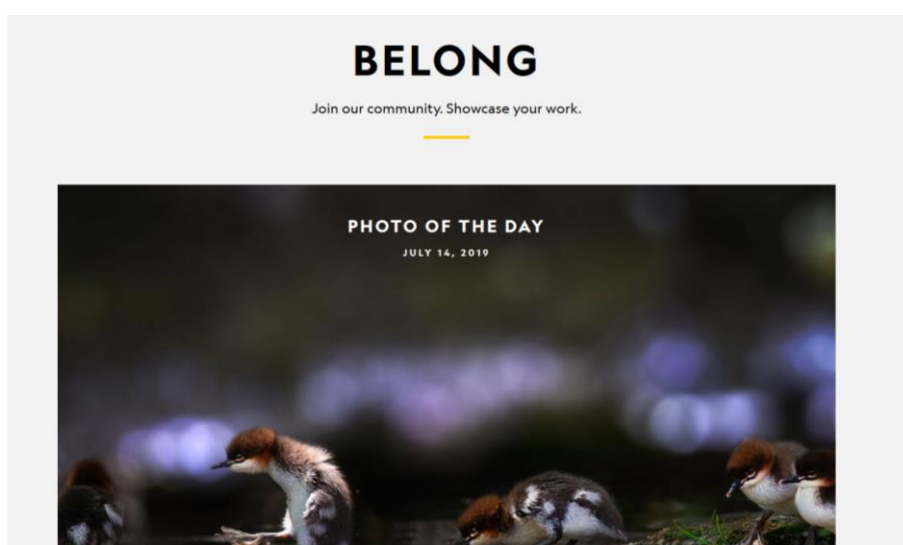 BELONG
Join our community. Showcase your work.
PHOTO OF THE DAY
JULY 14, 2019